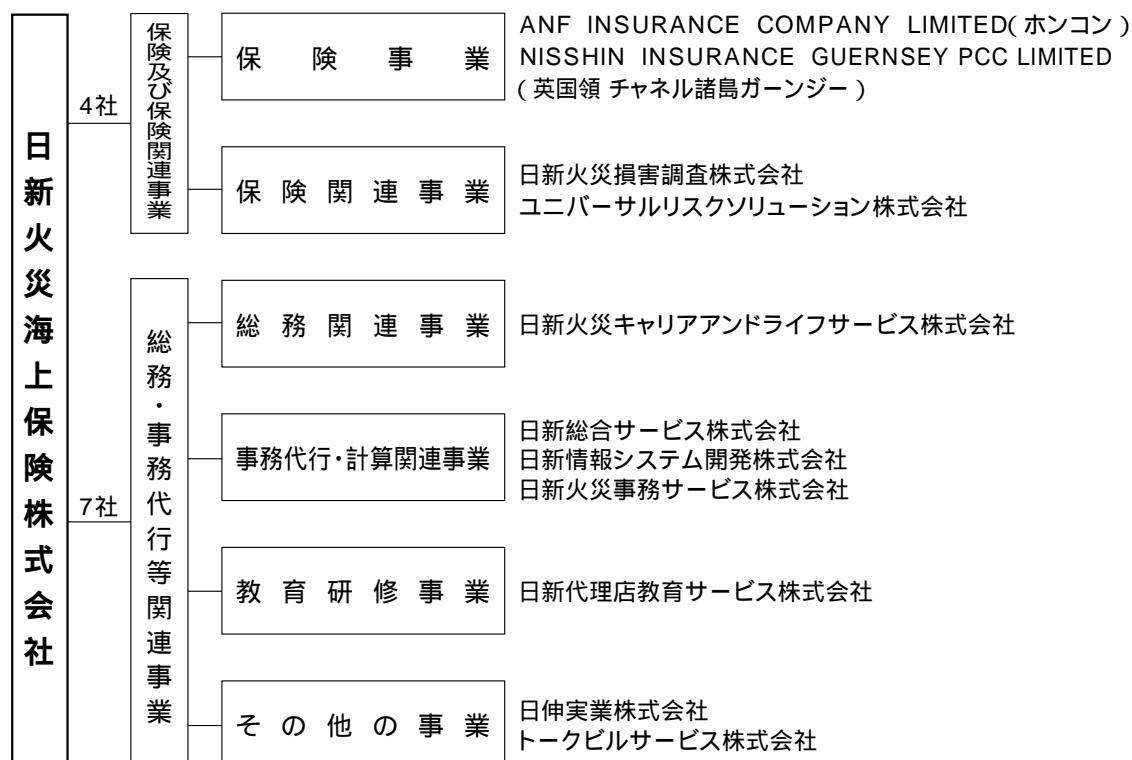 日新火災海上保険株式会社
4社
保険及び保険関連事業
保険事業
ANF INSURANCE COMPANY LIMITED(ホンコン)
NISSHIN INSURANCE GUERNSEY PCC LIMITED
(英国領 チャネル諸島ガーンジー)
保険関連事業
日新火災損害調査株式会社
ユニバーサルリスクソリューション株式会社
7社
総務・事務代行等関連事業
総務関連事業
日新火災キャリアアンドライフサービス株式会社
事務代行・計算関連事業
日新総合サービス株式会社
日新情報システム開発株式会社
日新火災事務サービス株式会社
教育研修事業
日新代理店教育サービス株式会社
その他の事業
日伸実業株式会社
トークビルサービス株式会社